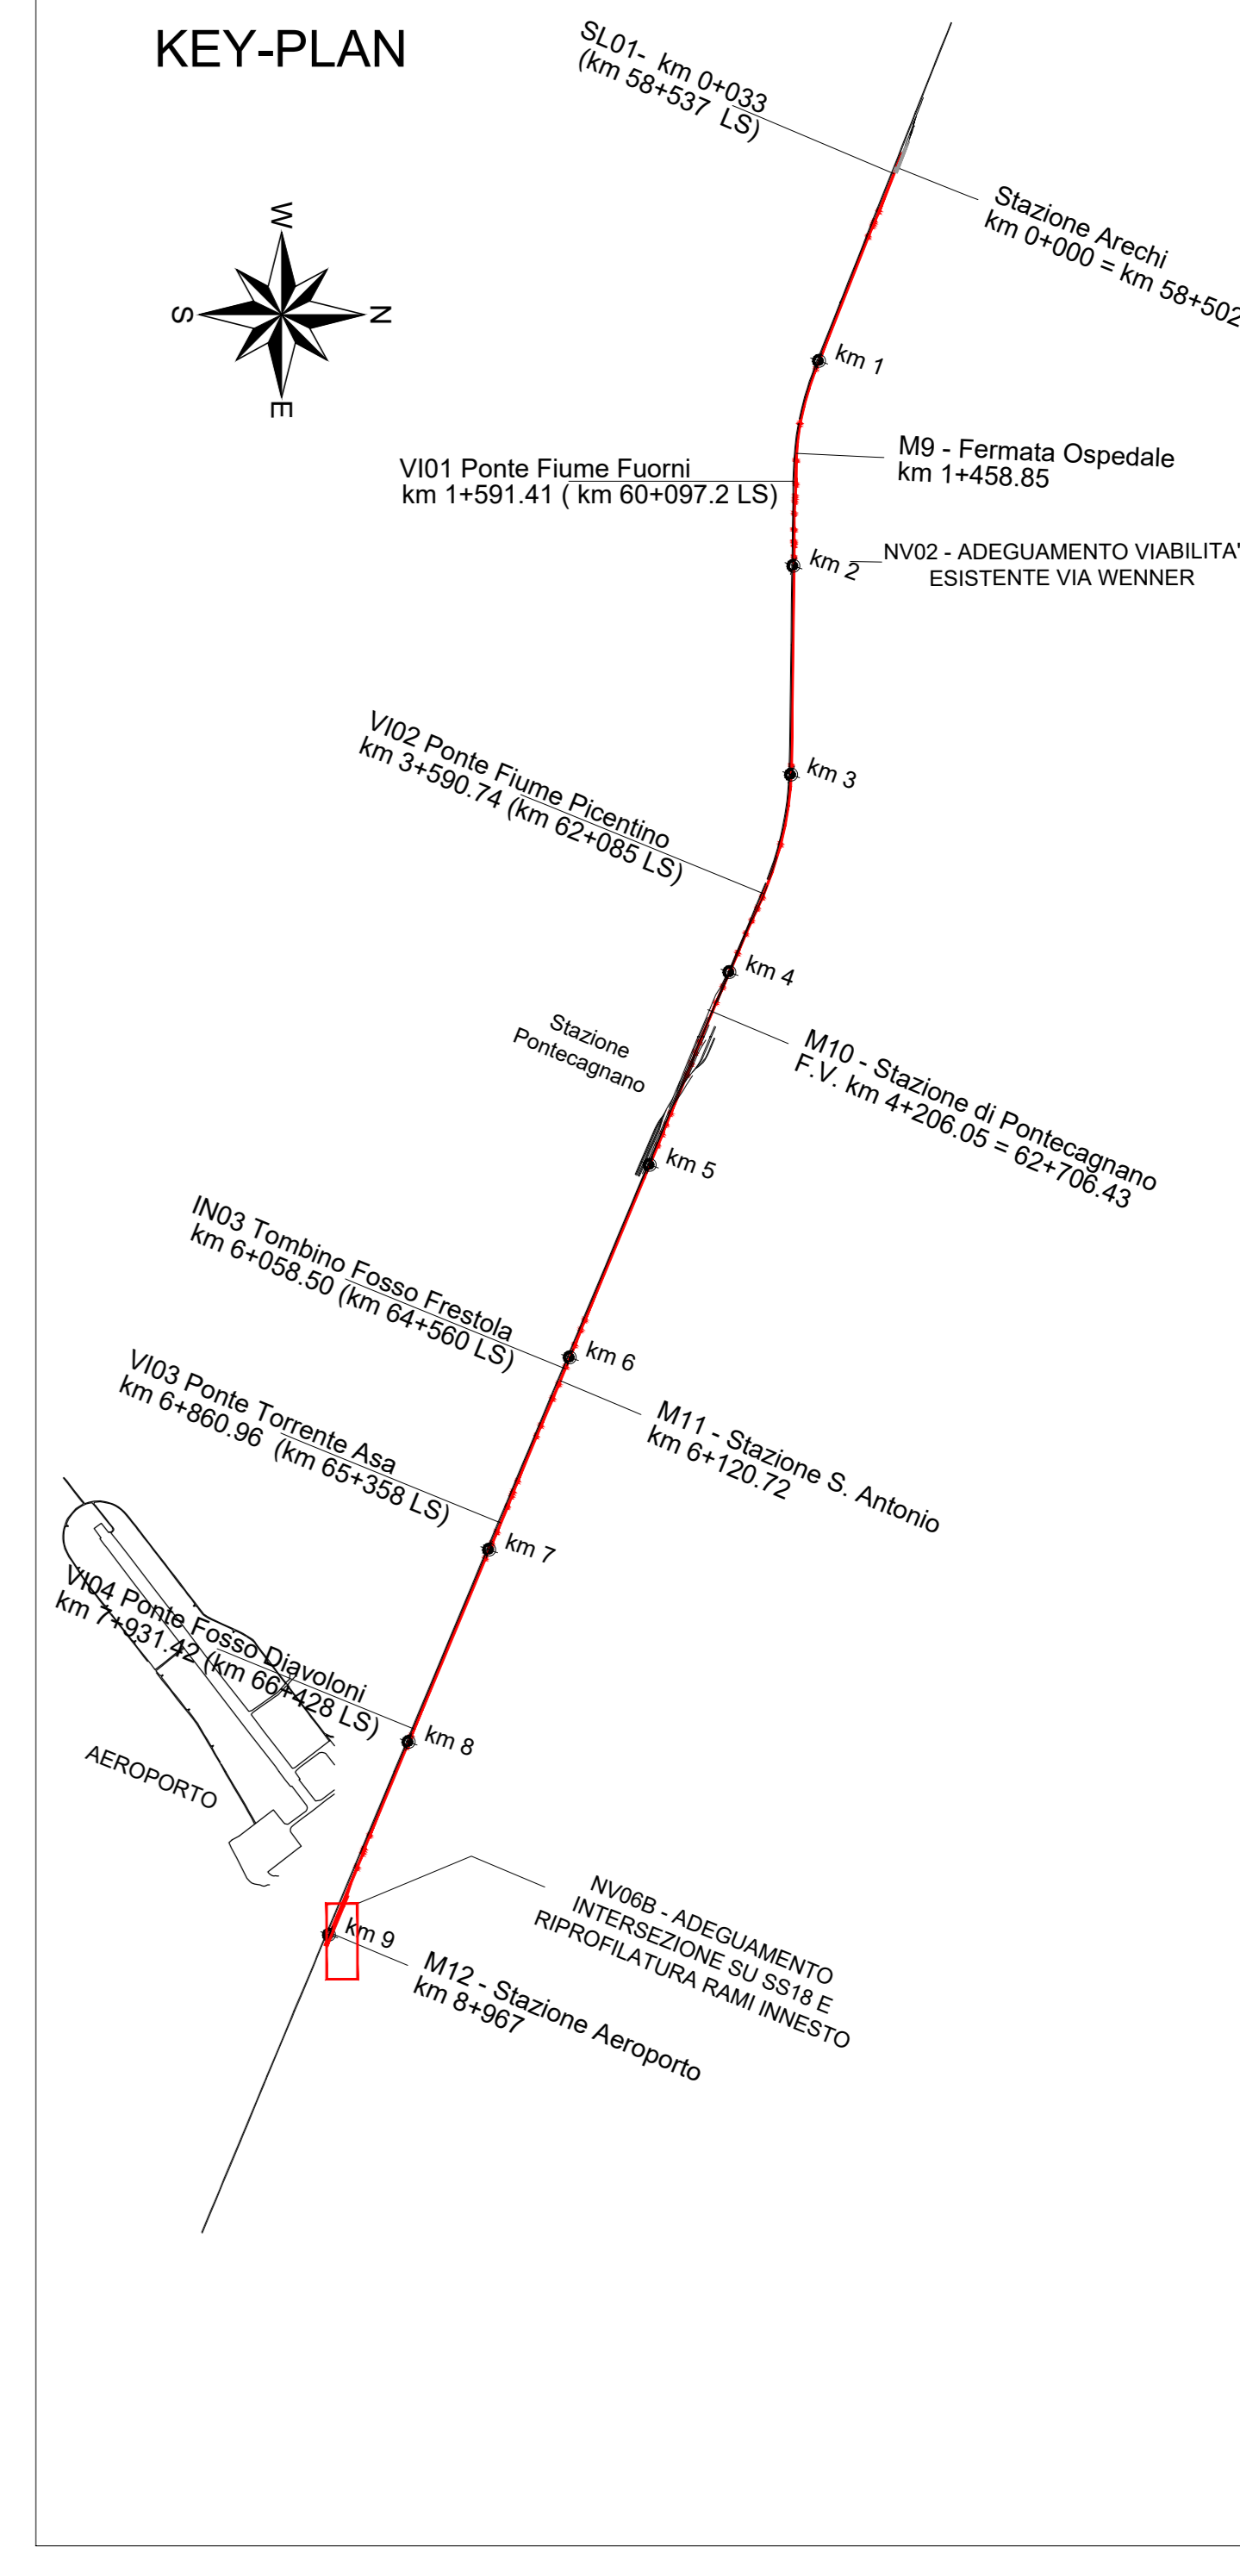 KEY-PLAN
SL01- km 0+033
(km 58+537 LS)
W
S
N
E
Stazione Arechi
km 0+000 = km 58+502
km 1
M9 - Fermata Ospedale
km 1+458.85
VI01 Ponte Fiume Fuorni
km 1+591.41 ( km 60+097.2 LS)
km 2
NV02 - ADEGUAMENTO VIABILITA'
ESISTENTE VIA WENNER
VI02 Ponte Fiume Picentino
km 3+590.74 (km 62+085 LS)
km 3
km 4
Stazione
Pontecagnano
M10 - Stazione di Pontecagnano
F.V. km 4+206.05 = 62+706.43
km 5
IN03 Tombino Fosso Frestola
km 6+058.50 (km 64+560 LS)
km 6
VI03 Ponte Torrente Asa
km 6+860.96 (km 65+358 LS)
M11 - Stazione S. Antonio
km 6+120.72
km 7
VI04 Ponte Fosso Diavoloni
km 7+931.42 (km 66+428 LS)
km 8
AEROPORTO
NV06B - ADEGUAMENTO
INTERSEZIONE SU SS18 E
RIPROFILATURA RAMI INNESTO
km 9
M12 - Stazione Aeroporto
km 8+967